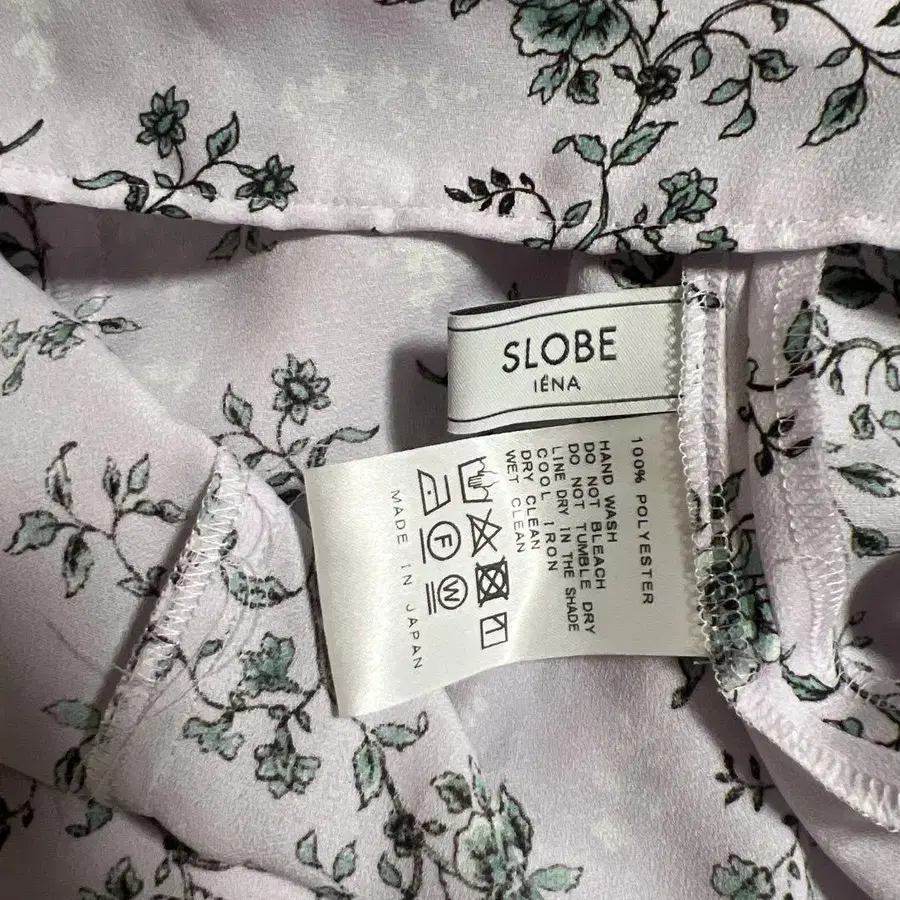 SLOBE
IÉNA
100% POLYESTER
HAND WASH
DO NOT BLEACH
DO NOT TUMBLE DRY
LINE DRY IN THE SHADE
COOL IRON
DRY CLEAN
WET CLEAN
F
W
MADE IN JAPAN